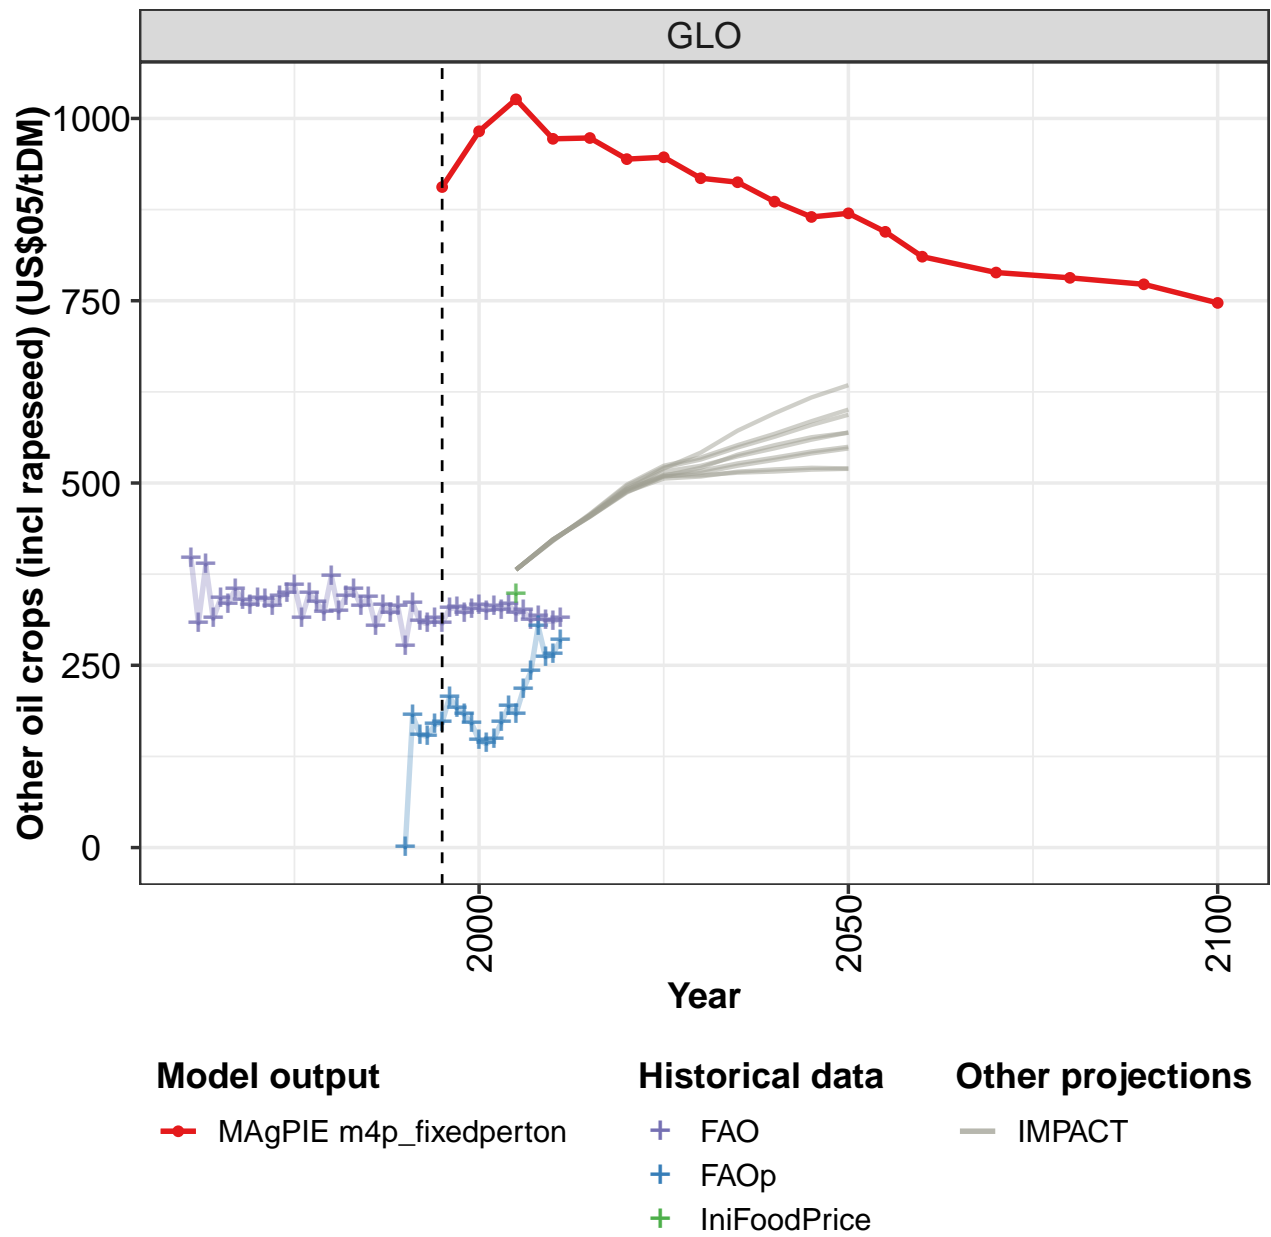 GLO
Other oil crops (incl rapeseed) (US$05/tDM)
1000
750
500
250
0
2000
2050
2100
Year
Model output
MAgPIE m4p_fixedperton
Historical data
FAO
FAOp
IniFoodPrice
Other projections
IMPACT